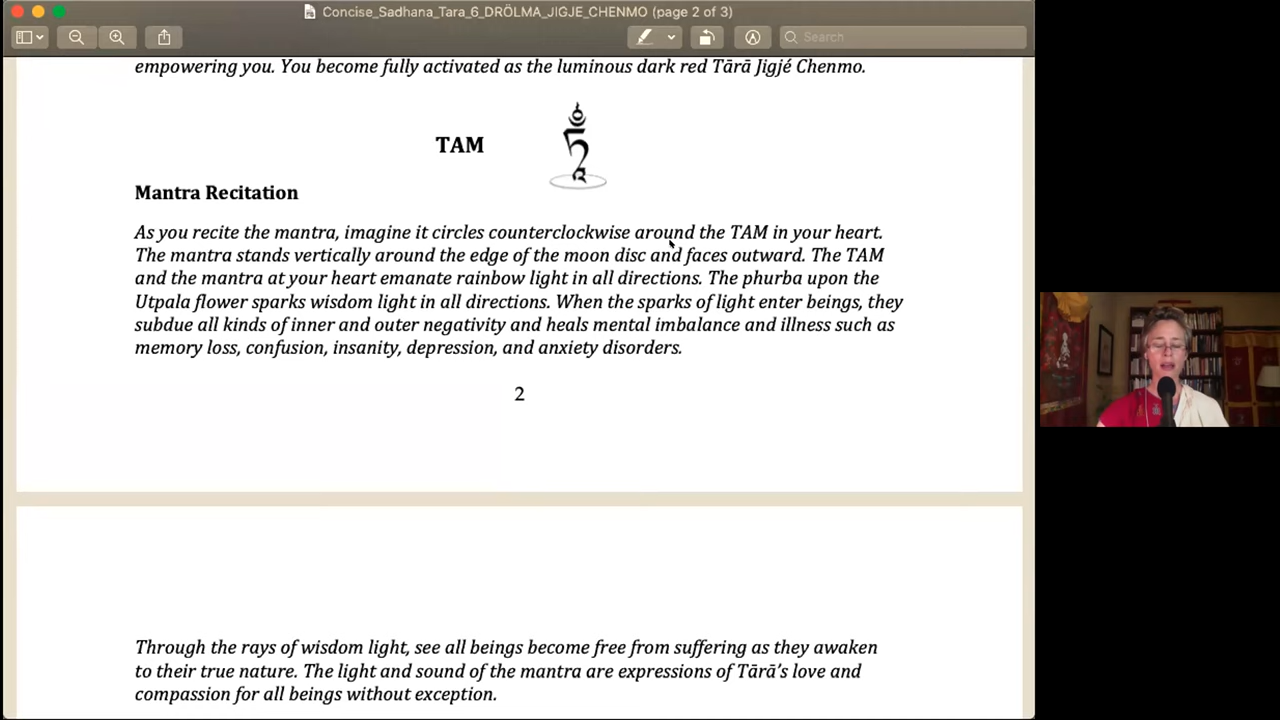 Concise_Sadhana_Tara_6_DRÖLMA_JIGJE_CHENMO (page 2 of 3)
Search
empowering you. You become fully activated as the luminous dark red Tārā Jigjé Chenmo.
TAM
Mantra Recitation
As you recite the mantra, imagine it circles counterclockwise around the TAM in your heart.
The mantra stands vertically around the edge of the moon disc and faces outward. The TAM
and the mantra at your heart emanate rainbow light in all directions. The phurba upon the
Utpala flower sparks wisdom light in all directions. When the sparks of light enter beings, they
subdue all kinds of inner and outer negativity and heals mental imbalance and illness such as
memory loss, confusion, insanity, depression, and anxiety disorders.
2
Through the rays of wisdom light, see all beings become free from suffering as they awaken
to their true nature. The light and sound of the mantra are expressions of Tārā’s love and
compassion for all beings without exception.